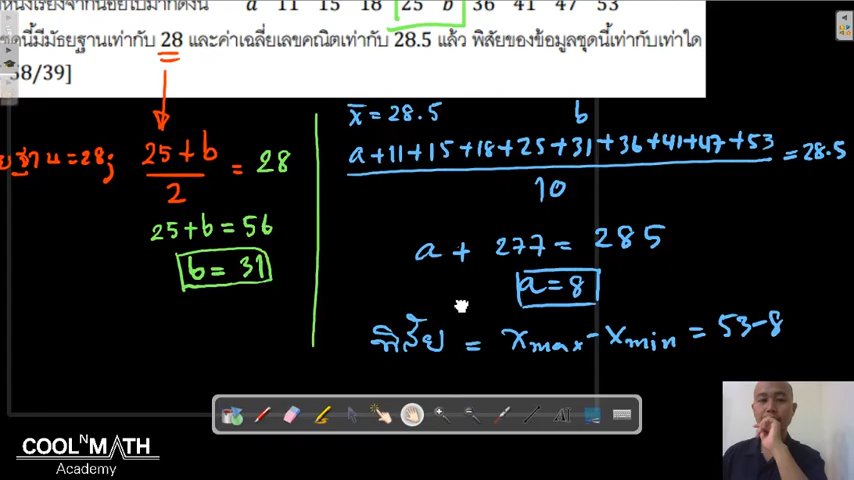 a 11 15 18 25 b 36 41 47 53
ชุดนี้มีมัธยฐานเท่ากับ 28 และค่าเฉลี่ยเลขคณิตเท่ากับ 28.5 แล้ว พิสัยของข้อมูลชุดนี้เท่ากับเท่าใด
58/39]
x̄ = 28.5
b
a+11+15+18+25+31+36+41+47+53 = 28.5
10
ยฐาน = 28;
25 + b = 28
2
25 + b = 56
b = 31
a + 277 = 285
a = 8
พิสัย = xmax - xmin = 53-8
COOL N MATH
Academy